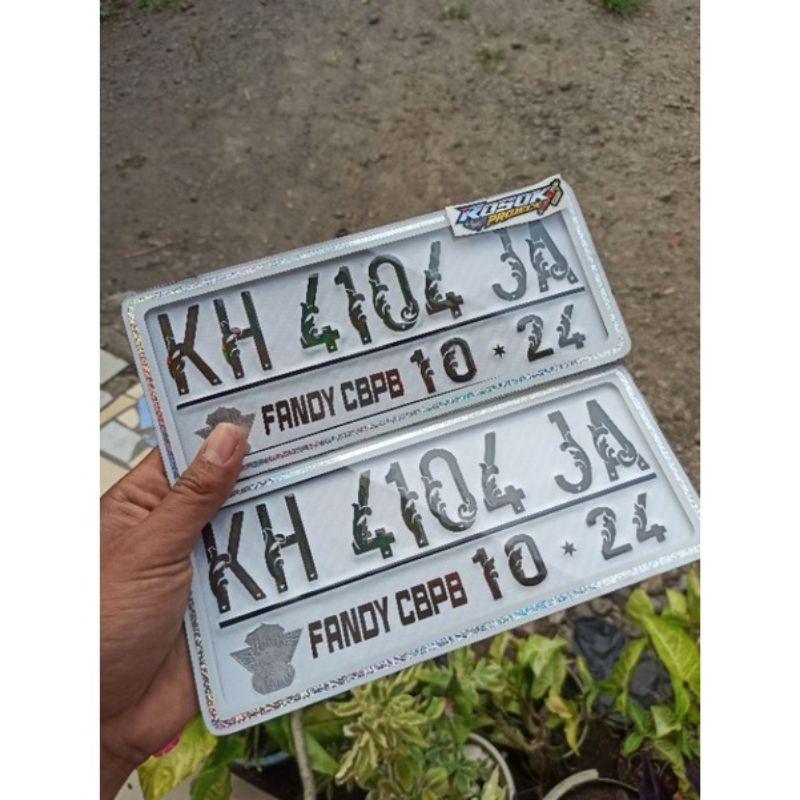 ROSOK
PROJECT
KH 4104 JA
FANDY CBPB 10 * 24
KH 4104 JA
FANDY CBPB 10 * 24